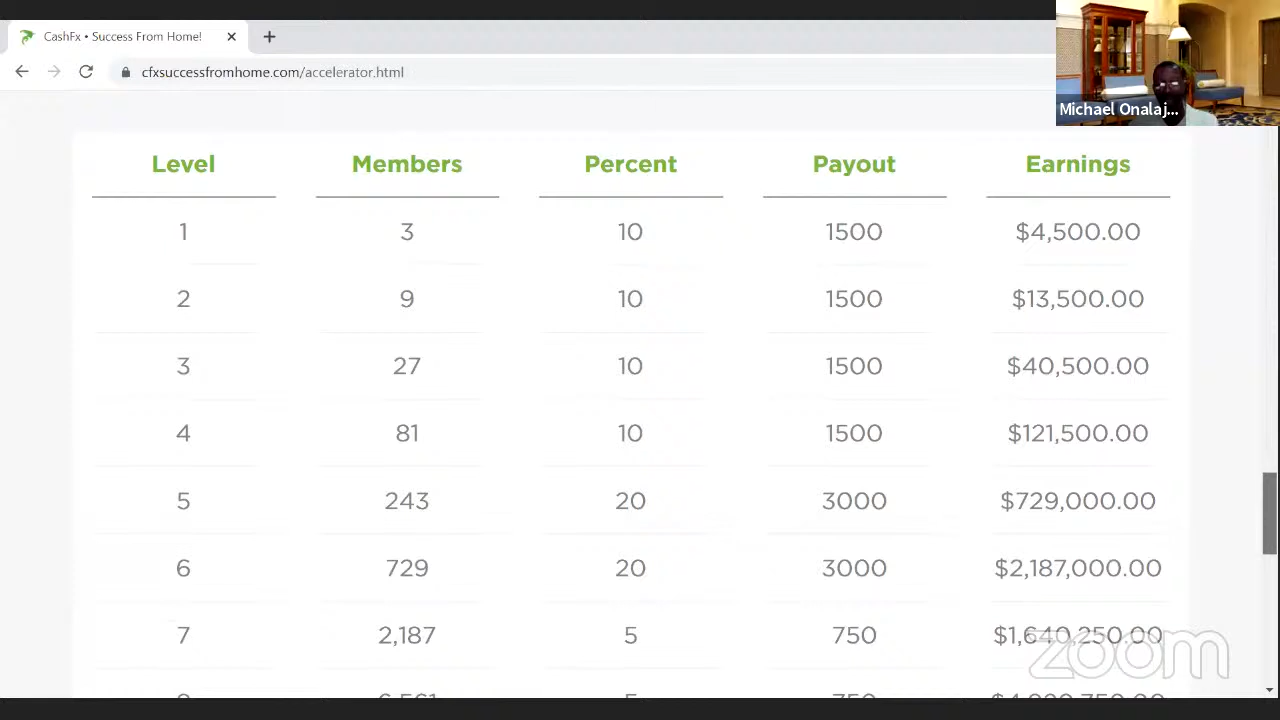 CashFx • Success From Home!
cfxsuccessfromhome.com/accelerator.html
Michael Onalaj...
Level Members Percent Payout Earnings
1 3 10 1500 $4,500.00
2 9 10 1500 $13,500.00
3 27 10 1500 $40,500.00
4 81 10 1500 $121,500.00
5 243 20 3000 $729,000.00
6 729 20 3000 $2,187,000.00
7 2,187 5 750 $1,640,250.00
zoom